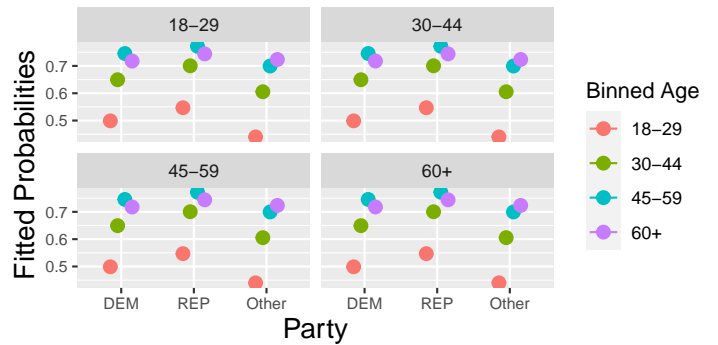 18−29
30−44
0.7
0.6
0.5
45−59
60+
0.7
0.6
0.5
DEM
REP
Other
DEM
REP
Other
Party
Fitted Probabilities
Binned Age
18−29
30−44
45−59
60+